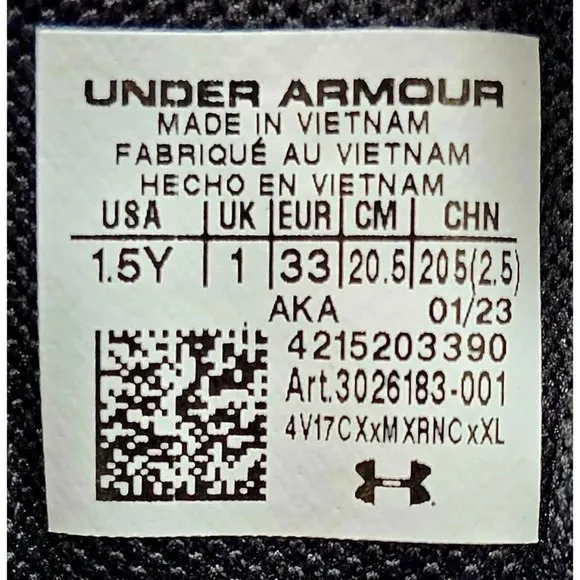 UNDER ARMOUR
MADE IN VIETNAM
FABRIQUÉ AU VIETNAM
HECHO EN VIETNAM
USA UK EUR CM CHN
1.5Y 1 33 20.5 205(2.5)
AKA 01/23
4215203390
Art.3026183-001
4V17CXxMXRNCxXL